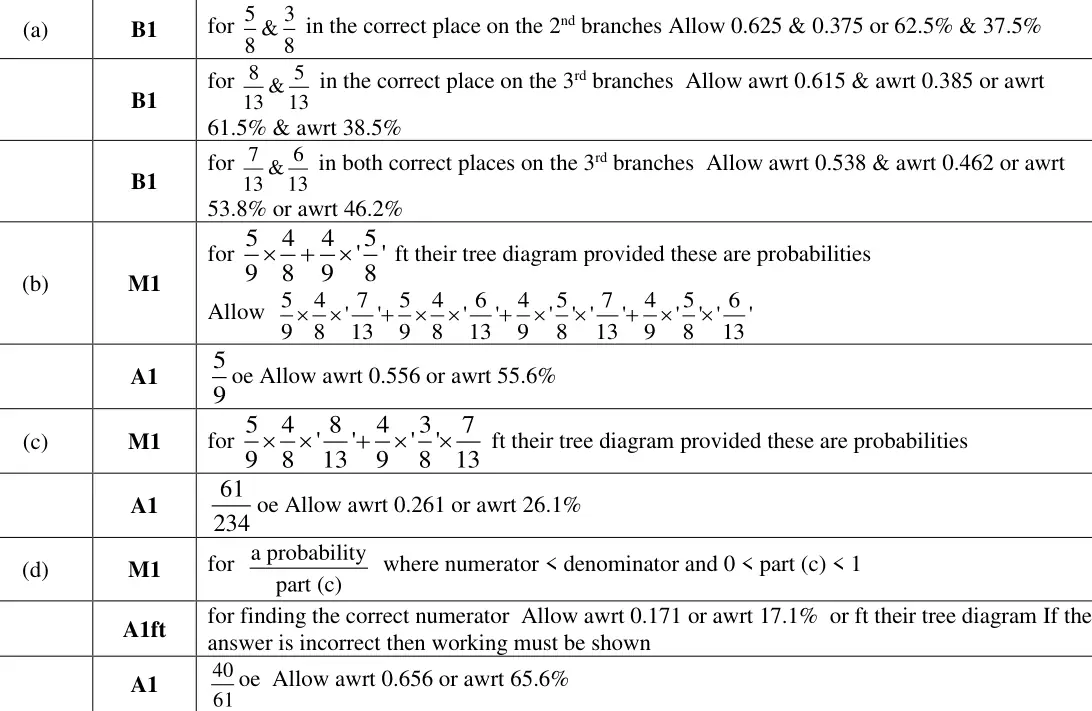 (a) B1 for 5/8 & 3/8 in the correct place on the 2nd branches Allow 0.625 & 0.375 or 62.5% & 37.5%
B1 for 8/13 & 5/13 in the correct place on the 3rd branches Allow awrt 0.615 & awrt 0.385 or awrt
61.5% & awrt 38.5%
B1 for 7/13 & 6/13 in both correct places on the 3rd branches Allow awrt 0.538 & awrt 0.462 or awrt
53.8% or awrt 46.2%
(b) M1 for 5/9 × 4/8 + 4/9 × '5/8' ft their tree diagram provided these are probabilities
Allow 5/9 × 4/8 × '7/13' + 5/9 × 4/8 × '6/13' + 4/9 × '5/8' × '7/13' + 4/9 × '5/8' × '6/13'
A1 5/9 oe Allow awrt 0.556 or awrt 55.6%
(c) M1 for 5/9 × 4/8 × '8/13' + 4/9 × '3/8' × 7/13 ft their tree diagram provided these are probabilities
A1 61/234 oe Allow awrt 0.261 or awrt 26.1%
(d) M1 for a probability/part (c) where numerator < denominator and 0 < part (c) < 1
A1ft for finding the correct numerator Allow awrt 0.171 or awrt 17.1% or ft their tree diagram If the
answer is incorrect then working must be shown
A1 40/61 oe Allow awrt 0.656 or awrt 65.6%